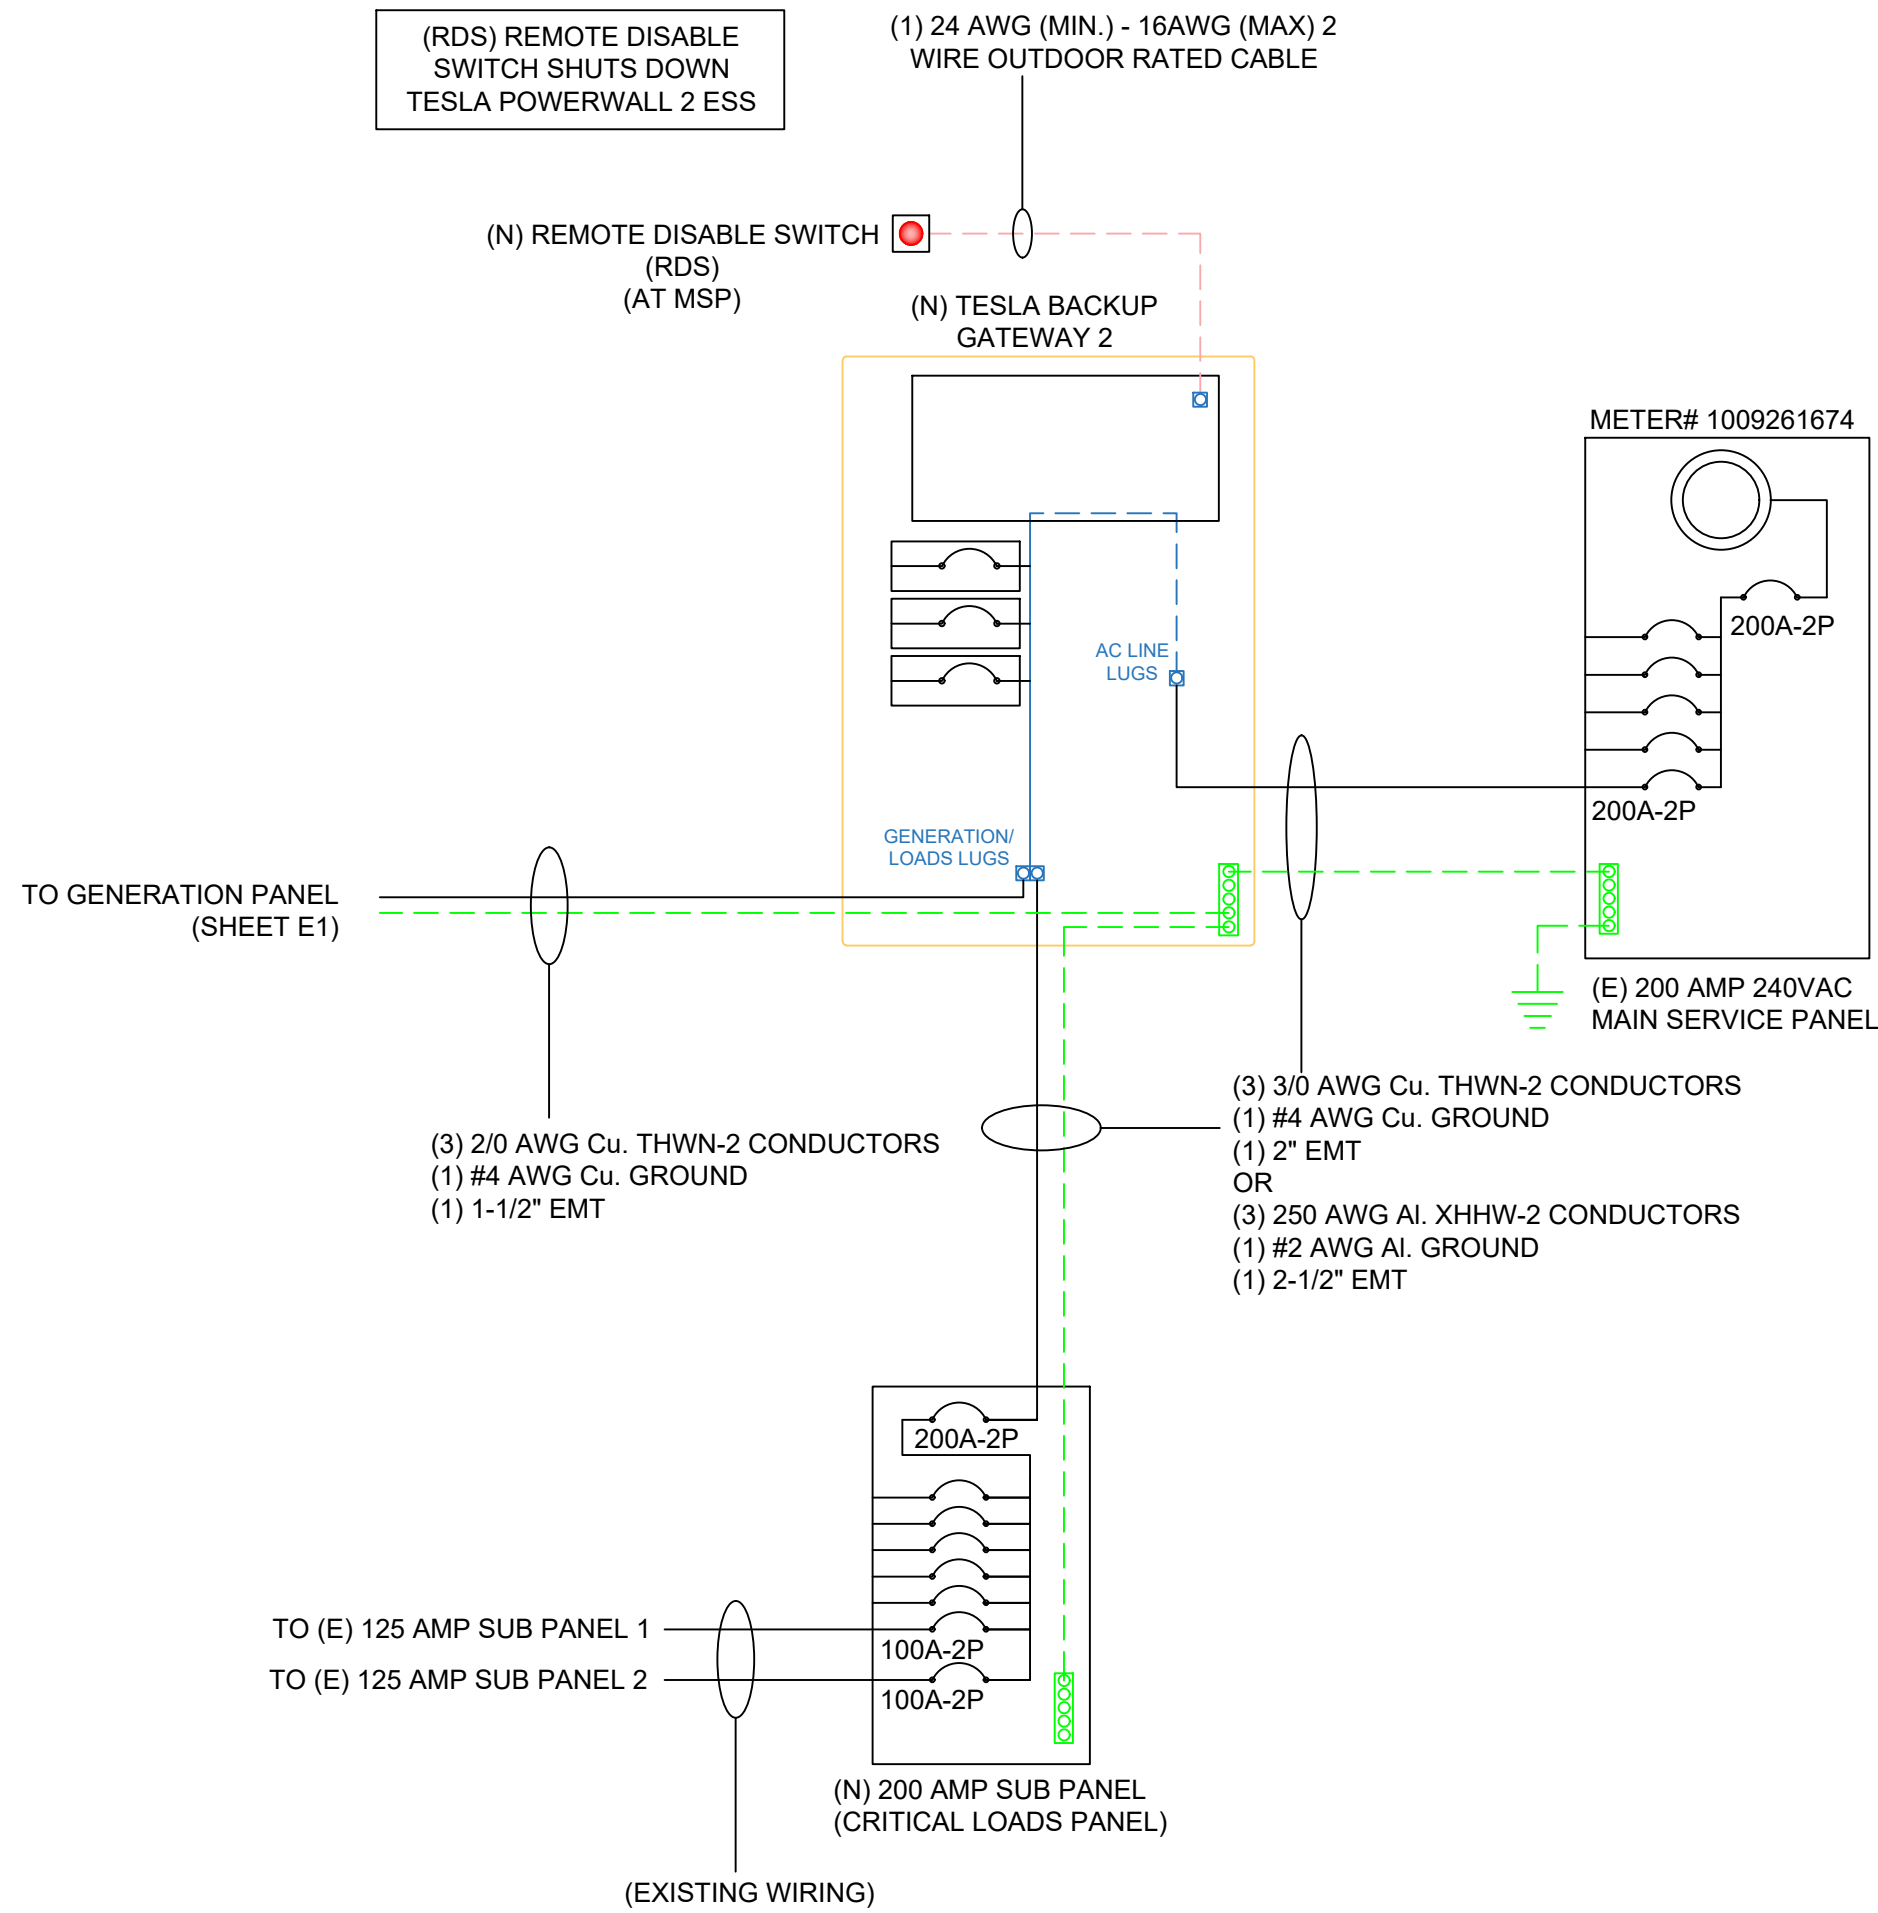 (RDS) REMOTE DISABLE
SWITCH SHUTS DOWN
TESLA POWERWALL 2 ESS
(1) 24 AWG (MIN.) - 16AWG (MAX) 2
WIRE OUTDOOR RATED CABLE
(N) REMOTE DISABLE SWITCH
(RDS)
(AT MSP)
(N) TESLA BACKUP
GATEWAY 2
METER# 1009261674
200A-2P
AC LINE
LUGS
200A-2P
GENERATION/
LOADS LUGS
TO GENERATION PANEL
(SHEET E1)
(E) 200 AMP 240VAC
MAIN SERVICE PANEL
(3) 2/0 AWG Cu. THWN-2 CONDUCTORS
(1) #4 AWG Cu. GROUND
(1) 1-1/2" EMT
(3) 3/0 AWG Cu. THWN-2 CONDUCTORS
(1) #4 AWG Cu. GROUND
(1) 2" EMT
OR
(3) 250 AWG Al. XHHW-2 CONDUCTORS
(1) #2 AWG Al. GROUND
(1) 2-1/2" EMT
200A-2P
TO (E) 125 AMP SUB PANEL 1
100A-2P
TO (E) 125 AMP SUB PANEL 2
100A-2P
(N) 200 AMP SUB PANEL
(CRITICAL LOADS PANEL)
(EXISTING WIRING)